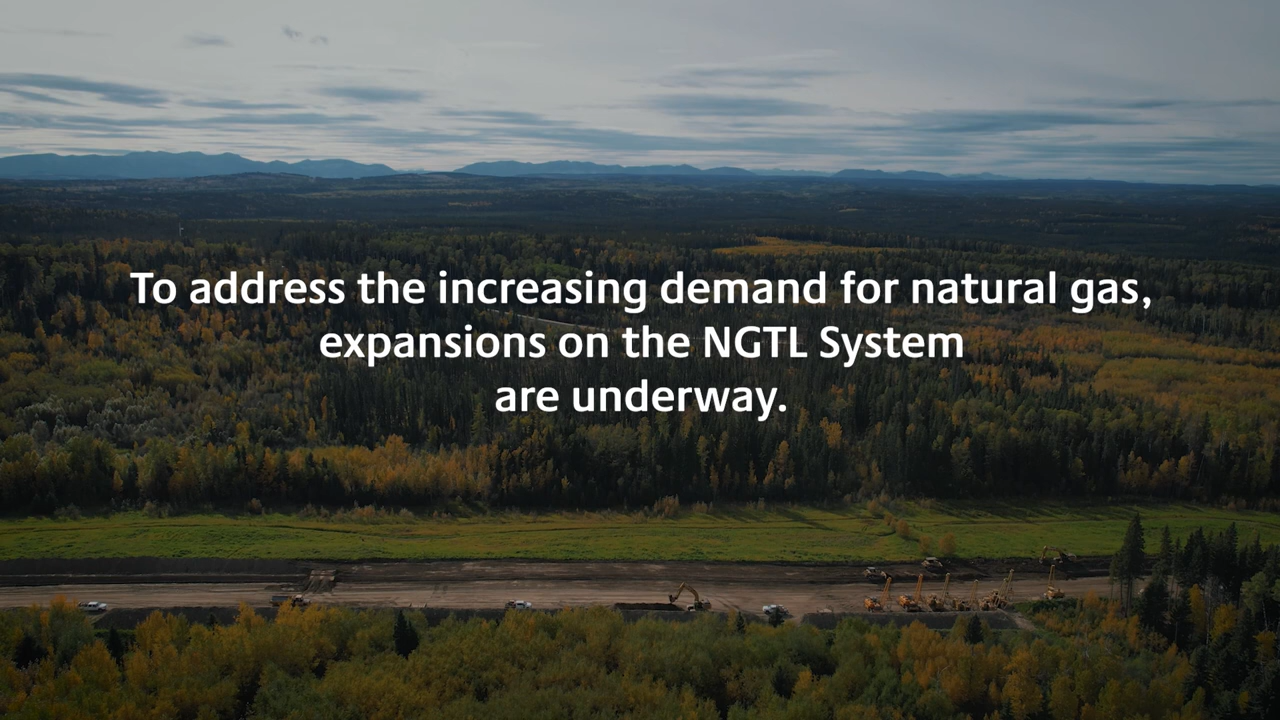 To address the increasing demand for natural gas,
expansions on the NGTL System
are underway.